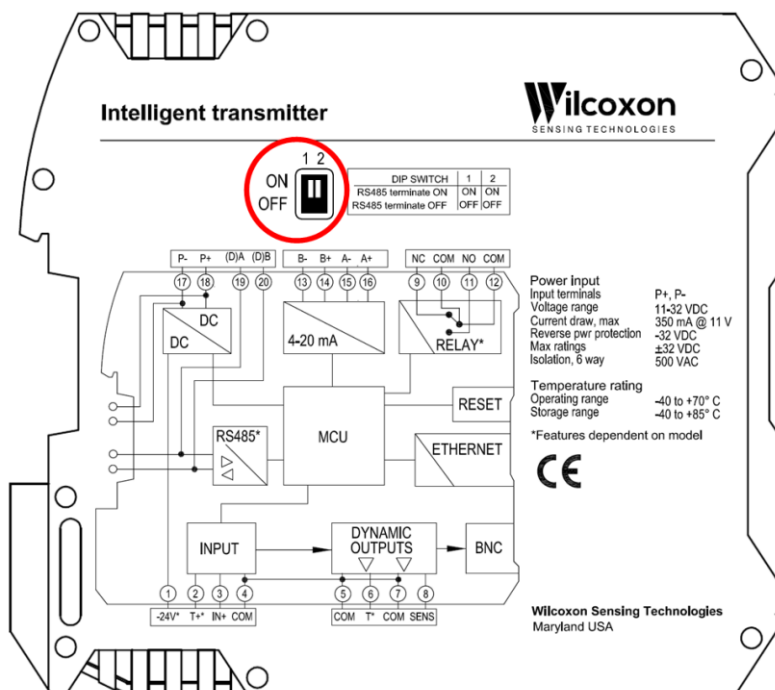 Intelligent transmitter
Wilcoxon
SENSING TECHNOLOGIES
1 2
ON
OFF
DIP SWITCH 1 2
RS485 terminate ON ON ON
RS485 terminate OFF OFF OFF
P- P+ (D)A (D)B
17 18 19 20
B- B+ A- A+
13 14 15 16
NC COM NO COM
9 10 11 12
DC
DC
4-20 mA
RELAY*
Power input
Input terminals P+, P-
Voltage range 11-32 VDC
Current draw, max 350 mA @ 11 V
Reverse pwr protection -32 VDC
Max ratings ±32 VDC
Isolation, 6 way 500 VAC
Temperature rating
Operating range -40 to +70° C
Storage range -40 to +85° C
*Features dependent on model
CE
RESET
RS485*
MCU
ETHERNET
INPUT
DYNAMIC
OUTPUTS
BNC
1 2 3 4
5 6 7 8
-24V* T+* IN+ COM
COM T* COM SENS
Wilcoxon Sensing Technologies
Maryland USA